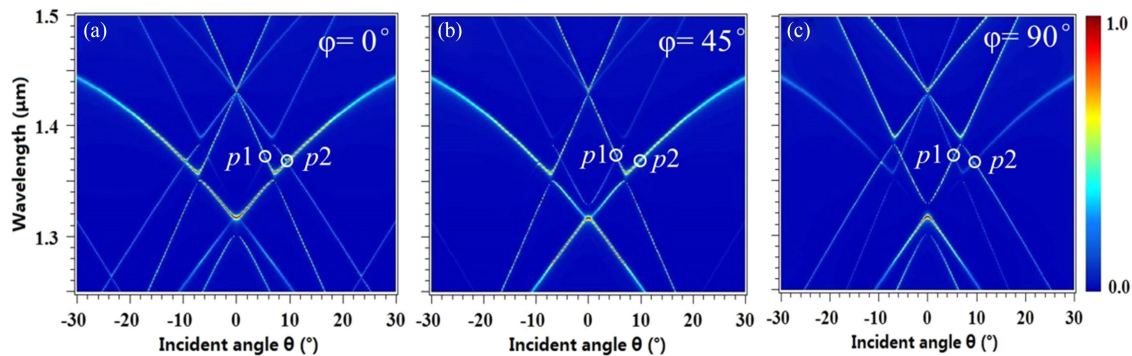 (a) φ= 0°
(b) φ= 45°
(c) φ= 90°
1.0
0.0
Wavelength (μm)
1.5
1.4
1.3
p1 p2
p1 p2
p1 p2
-30 -20 -10 0 10 20 30
-30 -20 -10 0 10 20 30
-30 -20 -10 0 10 20 30
Incident angle θ (°)
Incident angle θ (°)
Incident angle θ (°)